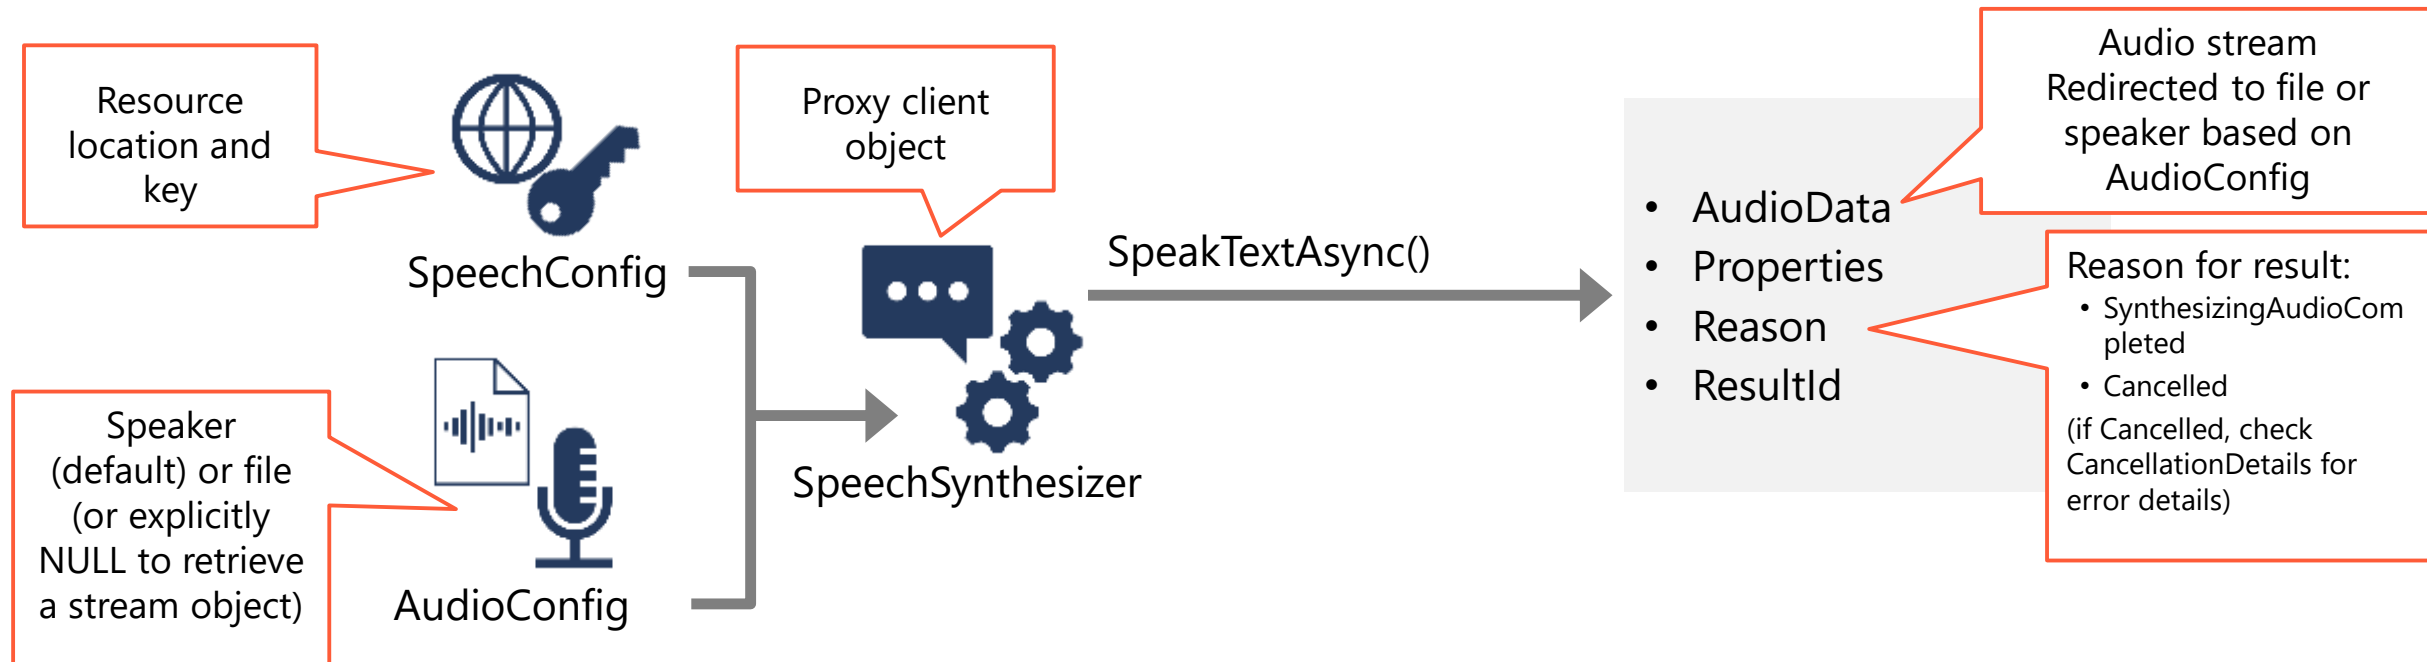 Resource
location and
key
SpeechConfig
Speaker
(default) or file
(or explicitly
NULL to retrieve
a stream object)
AudioConfig
Proxy client
object
SpeechSynthesizer
SpeakTextAsync()
• AudioData
• Properties
• Reason
• ResultId
Audio stream
Redirected to file or
speaker based on
AudioConfig
Reason for result:
• SynthesizingAudioCom
pleted
• Cancelled
(if Cancelled, check
CancellationDetails for
error details)